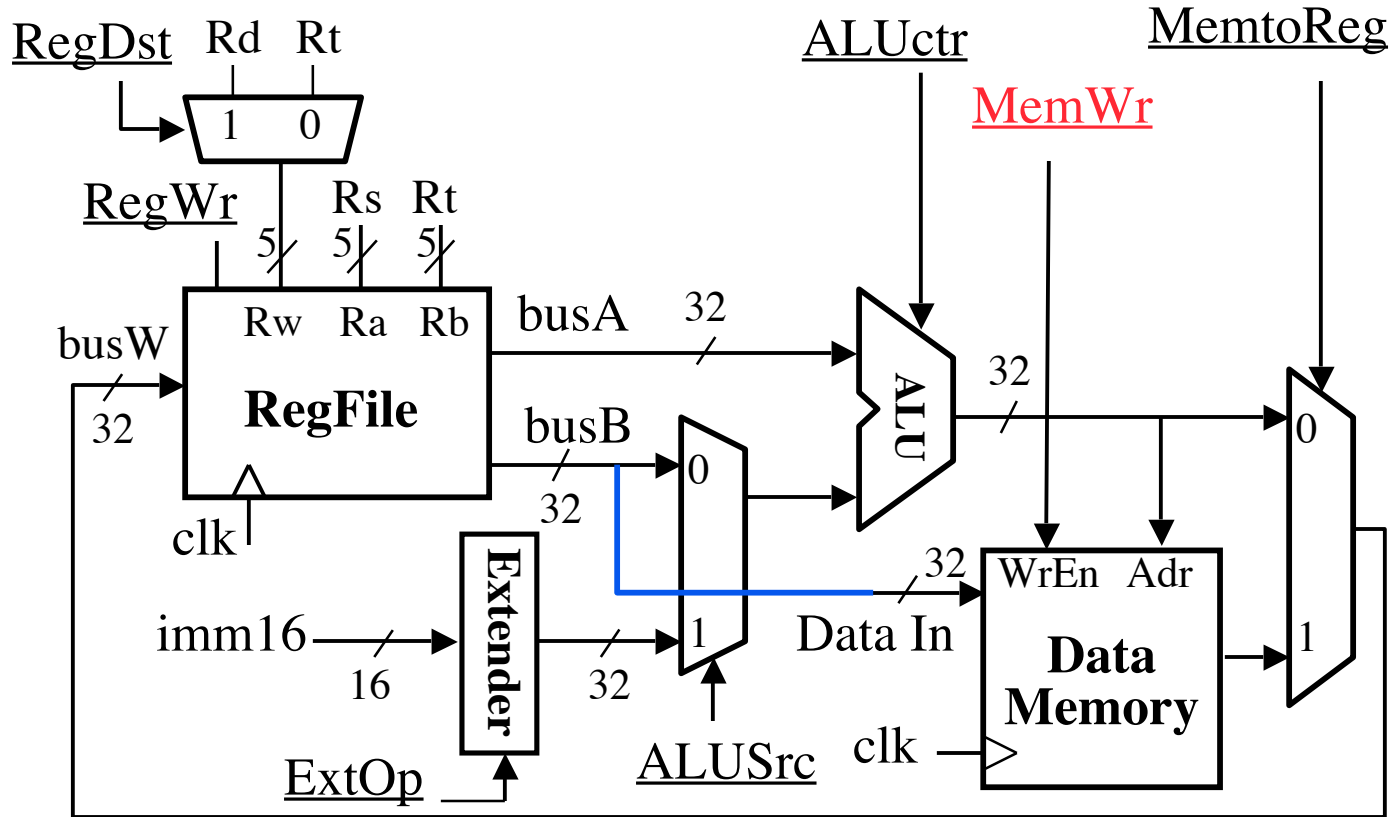 RegDst Rd Rt ALUctr MemtoReg
MemWr
1 0
RegWr Rs Rt
5 5 5
Rw Ra Rb busA 32
busW
32
RegFile ALU 32
busB 0 0
32
clk
Extender 32 WrEn Adr
imm16 1 Data In 1
16 32 Data
Memory
clk
ExtOp ALUSrc